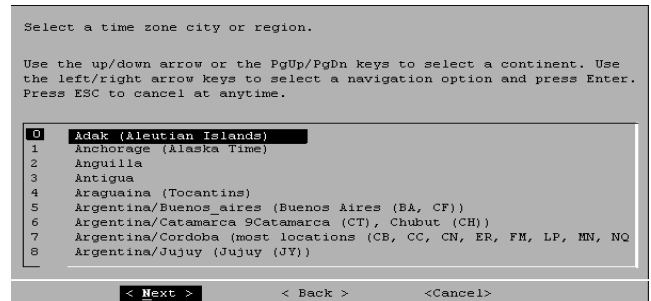 Select a time zone city or region.
Use the up/down arrow or the PgUp/PgDn keys to select a continent. Use
the left/right arrow keys to select a navigation option and press Enter.
Press ESC to cancel at anytime.
0 Adak (Aleutian Islands)
1 Anchorage (Alaska Time)
2 Anguilla
3 Antigua
4 Araguaina (Tocantins)
5 Argentina/Buenos_aires (Buenos Aires (BA, CF))
6 Argentina/Catamarca 9Catamarca (CT), Chubut (CH))
7 Argentina/Cordoba (most locations (CB, CC, CN, ER, FM, LP, MN, NQ
8 Argentina/Jujuy (Jujuy (JY))
< Next > < Back > <Cancel>